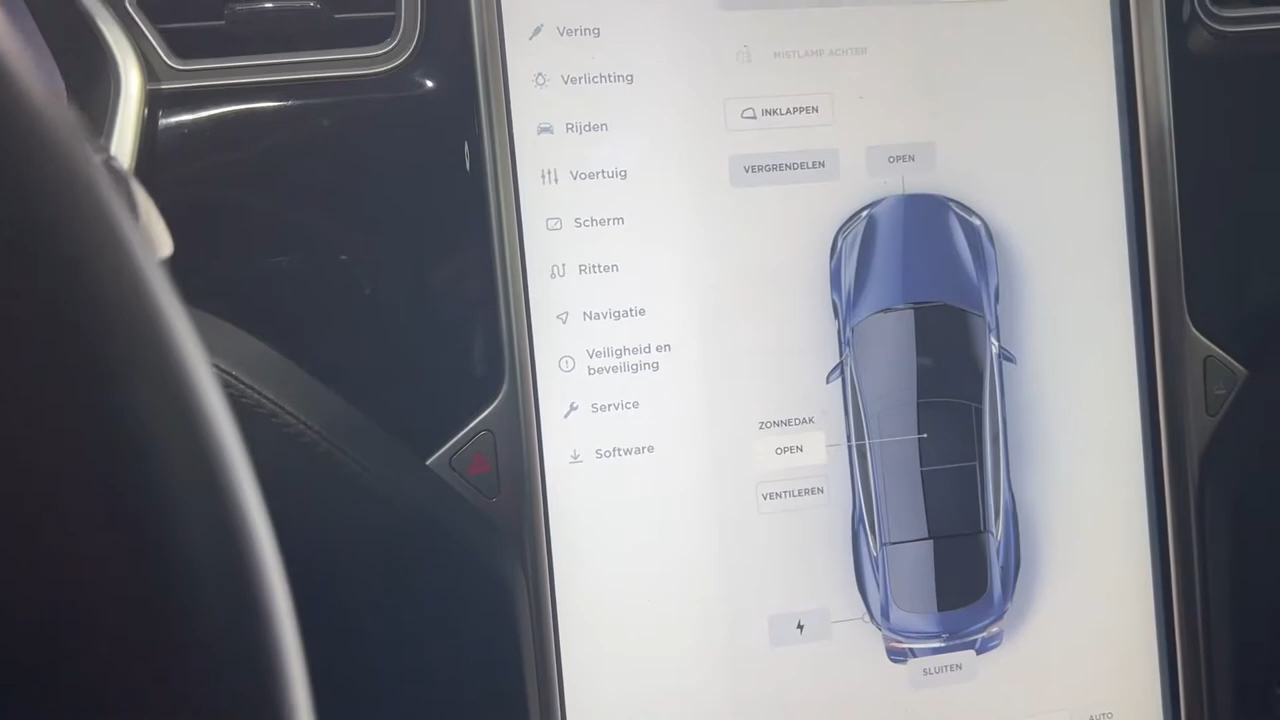 Vering
MISTLAMP ACHTER
Verlichting
INKLAPPEN
Rijden
VERGRENDELEN
OPEN
Voertuig
Scherm
Ritten
Navigatie
Veiligheid en
beveiliging
Service
ZONNEDAK
OPEN
Software
VENTILEREN
SLUITEN
AUTO